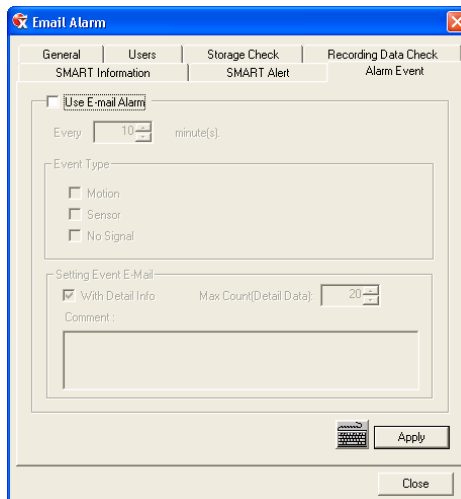 Email Alarm
General Users Storage Check Recording Data Check
SMART Information SMART Alert Alarm Event
Use E-mail Alarm
Every 10 minute(s).
Event Type
Motion
Sensor
No Signal
Setting Event E-Mail
With Detail Info Max Count(Detail Data): 20
Comment :
Apply
Close